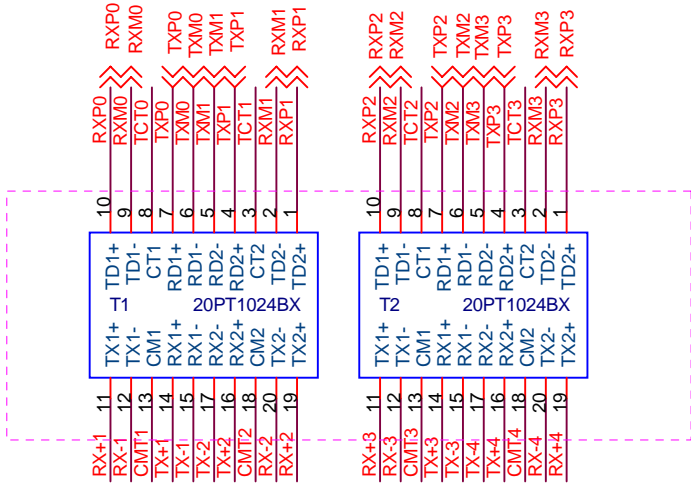 RXP0 RXM0 TXP0 TXM0 TXM1 TXP1 RXM1 RXP1 RXP2 RXM2 TXP2 TXM2 TXM3 TXP3 RXM3 RXP3
RXP0 RXM0 TCT0 TXP0 TXM0 TXM1 TXP1 TCT1 RXM1 RXP1 RXP2 RXM2 TCT2 TXP2 TXM2 TXM3 TXP3 TCT3 RXM3 RXP3
10 9 8 7 6 5 4 3 2 1 10 9 8 7 6 5 4 3 2 1
TD1+ TD1- CT1 RD1+ RD1- RD2- RD2+ CT2 TD2- TD2+ TD1+ TD1- CT1 RD1+ RD1- RD2- RD2+ CT2 TD2- TD2+
T1 20PT1024BX T2 20PT1024BX
TX1+ TX1- CM1 RX1+ RX1- RX2- RX2+ CM2 TX2- TX2+ TX1+ TX1- CM1 RX1+ RX1- RX2- RX2+ CM2 TX2- TX2+
11 12 13 14 15 17 16 18 20 19 11 12 13 14 15 17 16 18 20 19
RX+1 RX-1 CMT1 TX+1 TX-1 TX-2 TX+2 CMT2 RX-2 RX+2 RX+3 RX-3 CMT3 TX+3 TX-3 TX-4 TX+4 CMT4 RX-4 RX+4